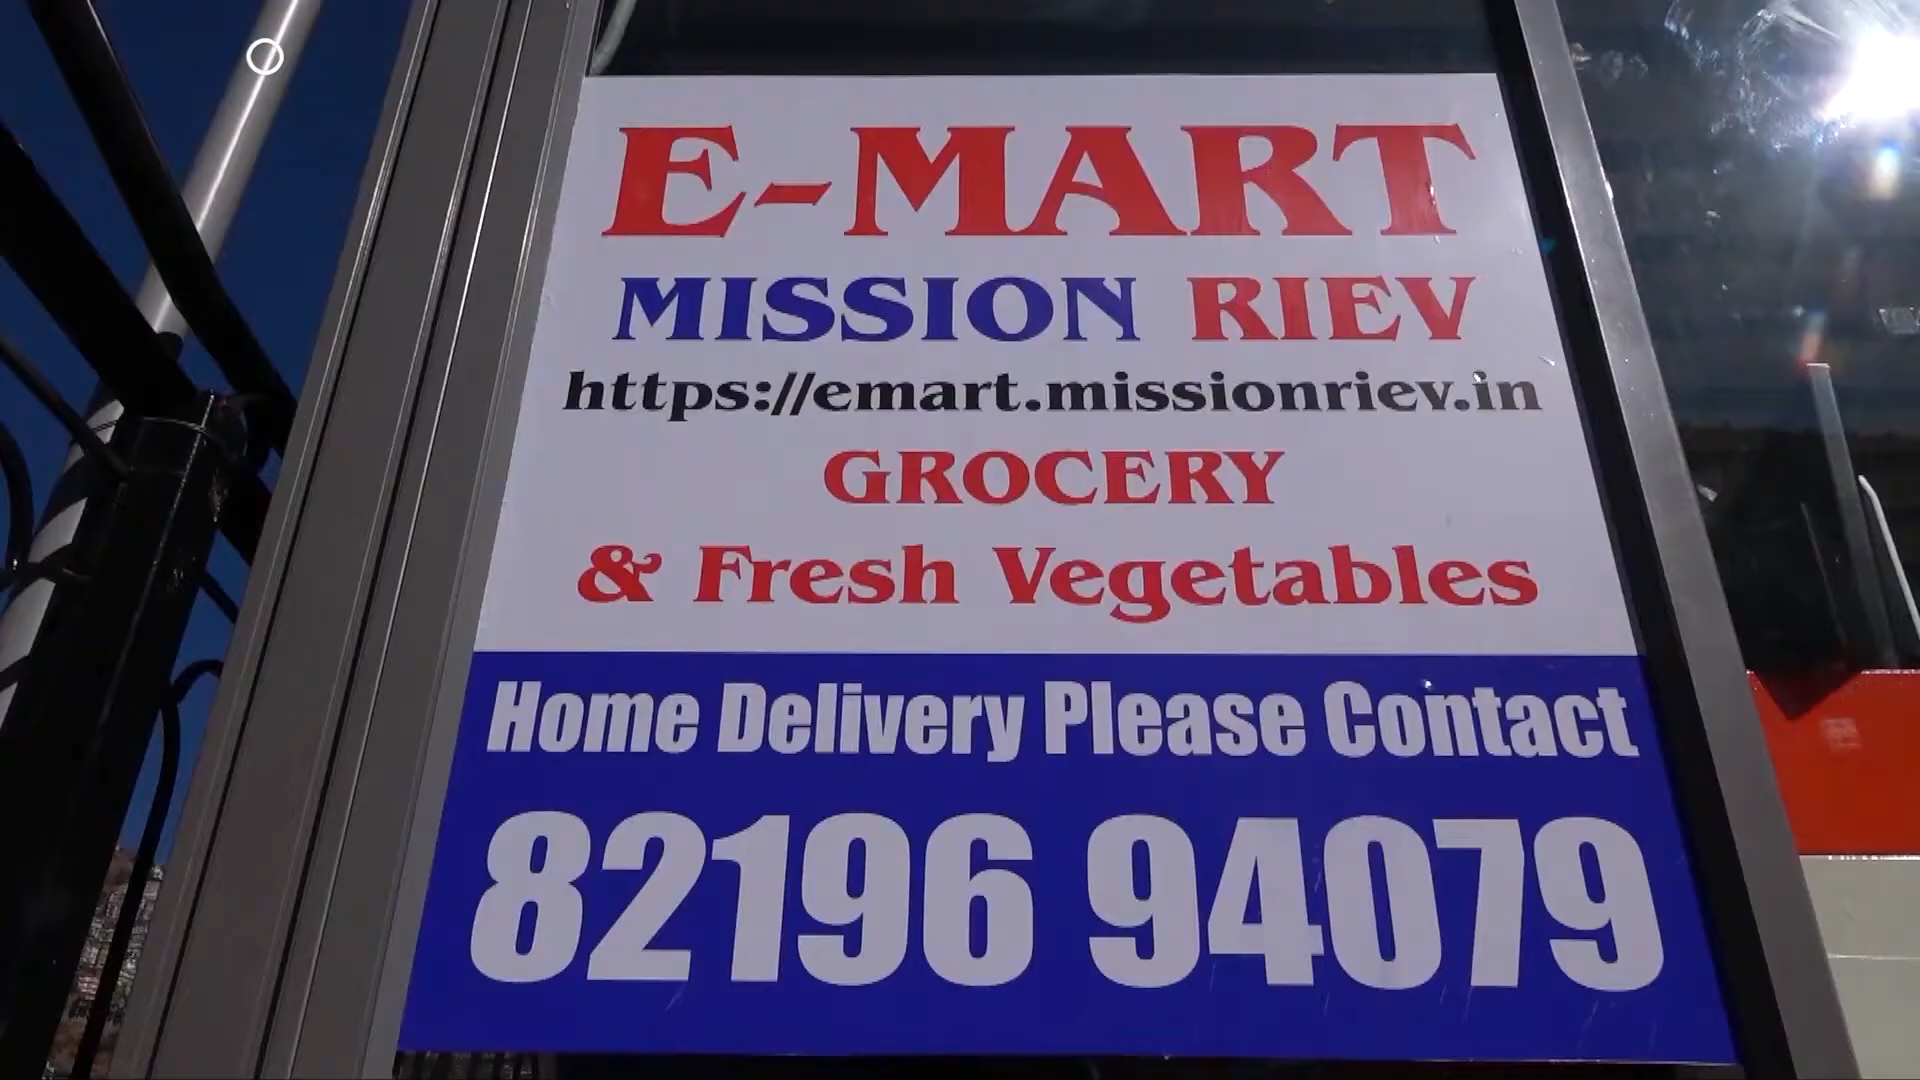 E-MART
MISSION RIEV
https://emart.missionriev.in
GROCERY
& Fresh Vegetables
Home Delivery Please Contact
82196 94079